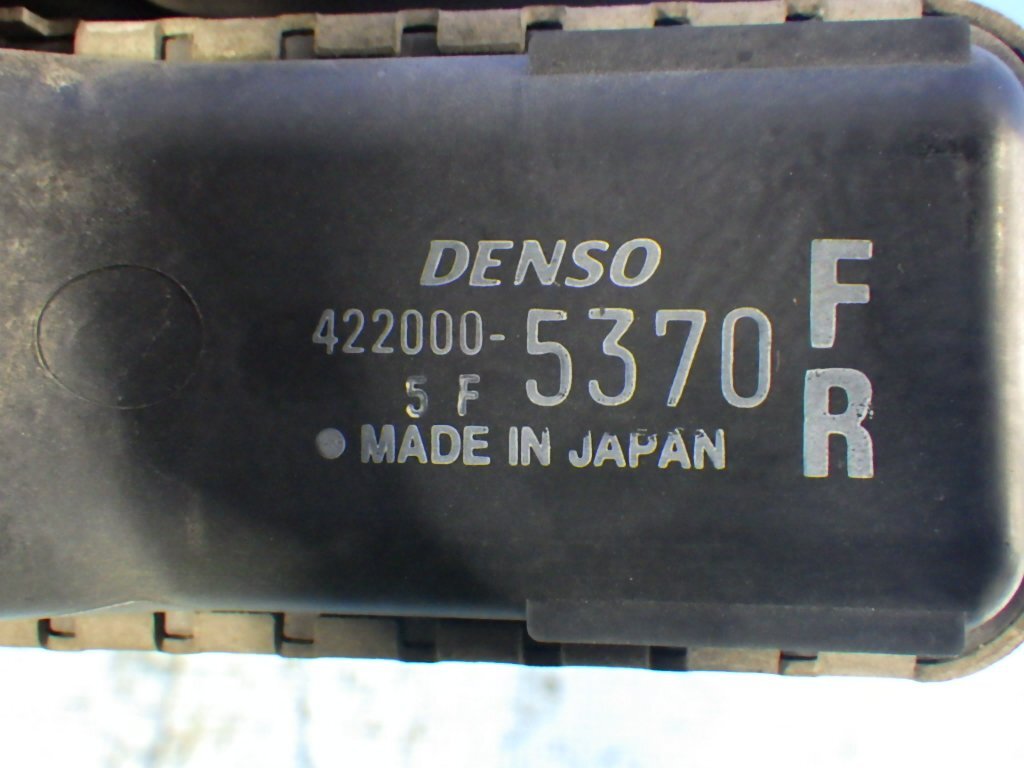 DENSO
422000-5370
5 F
MADE IN JAPAN
F
R